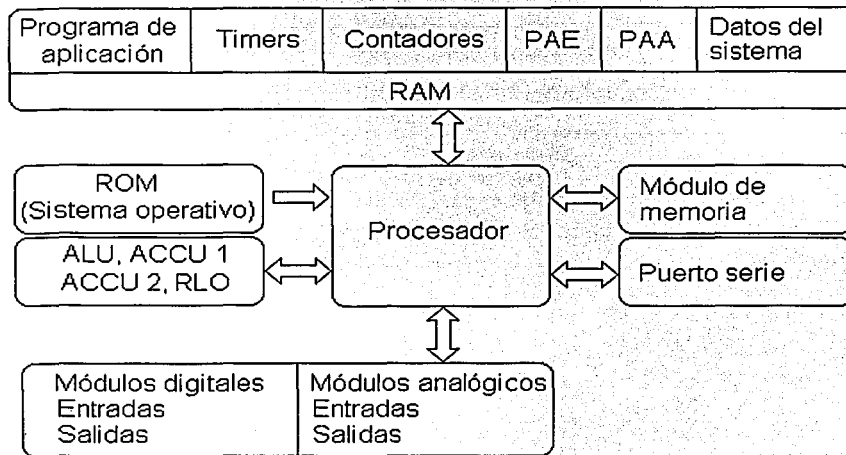 Programa de
aplicación
Timers
Contadores
PAE
PAA
Datos del
sistema
RAM
ROM
(Sistema operativo)
ALU, ACCU 1
ACCU 2, RLO
Procesador
Módulo de
memoria
Puerto serie
Módulos digitales
Entradas
Salidas
Módulos analógicos
Entradas
Salidas